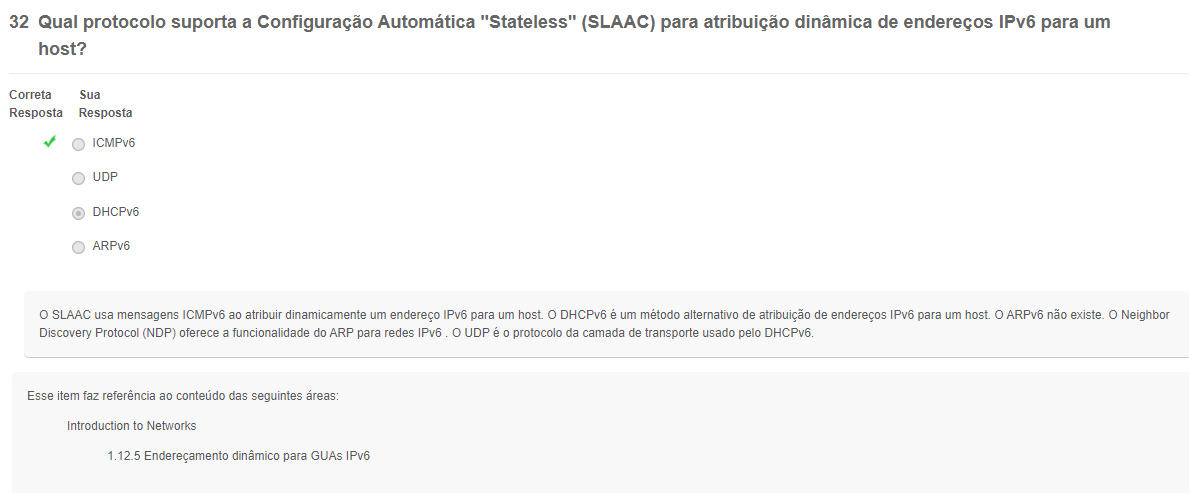 32 Qual protocolo suporta a Configuração Automática "Stateless" (SLAAC) para atribuição dinâmica de endereços IPv6 para um
host?
Correta Sua
Resposta Resposta
ICMPv6
UDP
DHCPv6
ARPv6
O SLAAC usa mensagens ICMPv6 ao atribuir dinamicamente um endereço IPv6 para um host. O DHCPv6 é um método alternativo de atribuição de endereços IPv6 para um host. O ARPv6 não existe. O Neighbor
Discovery Protocol (NDP) oferece a funcionalidade do ARP para redes IPv6 . O UDP é o protocolo da camada de transporte usado pelo DHCPv6.
Esse item faz referência ao conteúdo das seguintes áreas:
Introduction to Networks
1.12.5 Endereçamento dinâmico para GUAs IPv6